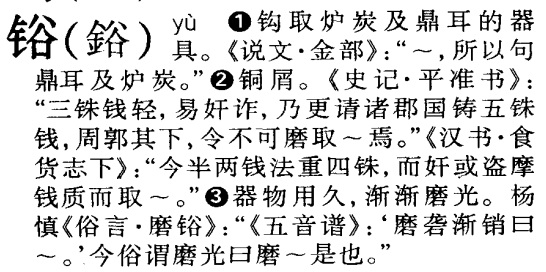 铪(鋊) yù ❶钩取炉炭及鼎耳的器
具。《说文·金部》：“～，所以句
鼎耳及炉炭。”❷铜屑。《史记·平准书》：
“三铢钱轻，易奸诈，乃更请诸郡国铸五铢
钱，周郭其下，令不可磨取～焉。”《汉书·食
货志下》：“今半两钱法重四铢，而奸或盗摩
钱质而取～。”❸器物用久，渐渐磨光。杨
慎《俗言·磨鋊》：“《五音谱》：‘磨砻渐销曰
～。’今俗谓磨光曰磨～是也。”